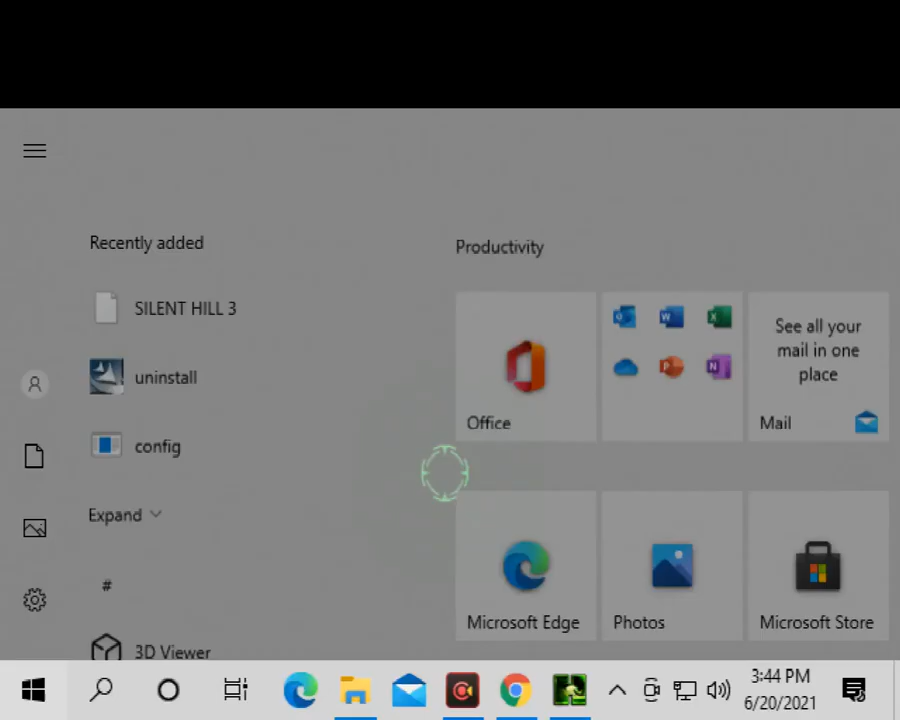 Recently added
Productivity
SILENT HILL 3
uninstall
config
Expand
#
3D Viewer
Office
See all your
mail in one
place
Mail
Microsoft Edge
Photos
Microsoft Store
3:44 PM
6/20/2021